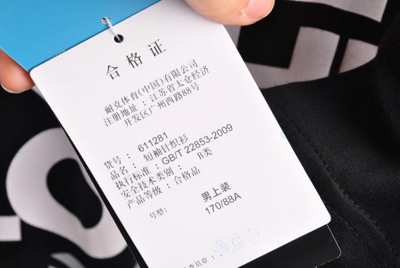 合格证
耐克体育(中国)有限公司
注册地址：江苏省太仓经济
开发区广州西路88号
货号：611281
品名：短袖针织衫
执行标准：GB/T 22853-2009
安全技术类别：B类
产品等级：合格品
号型：男上装
170/88A